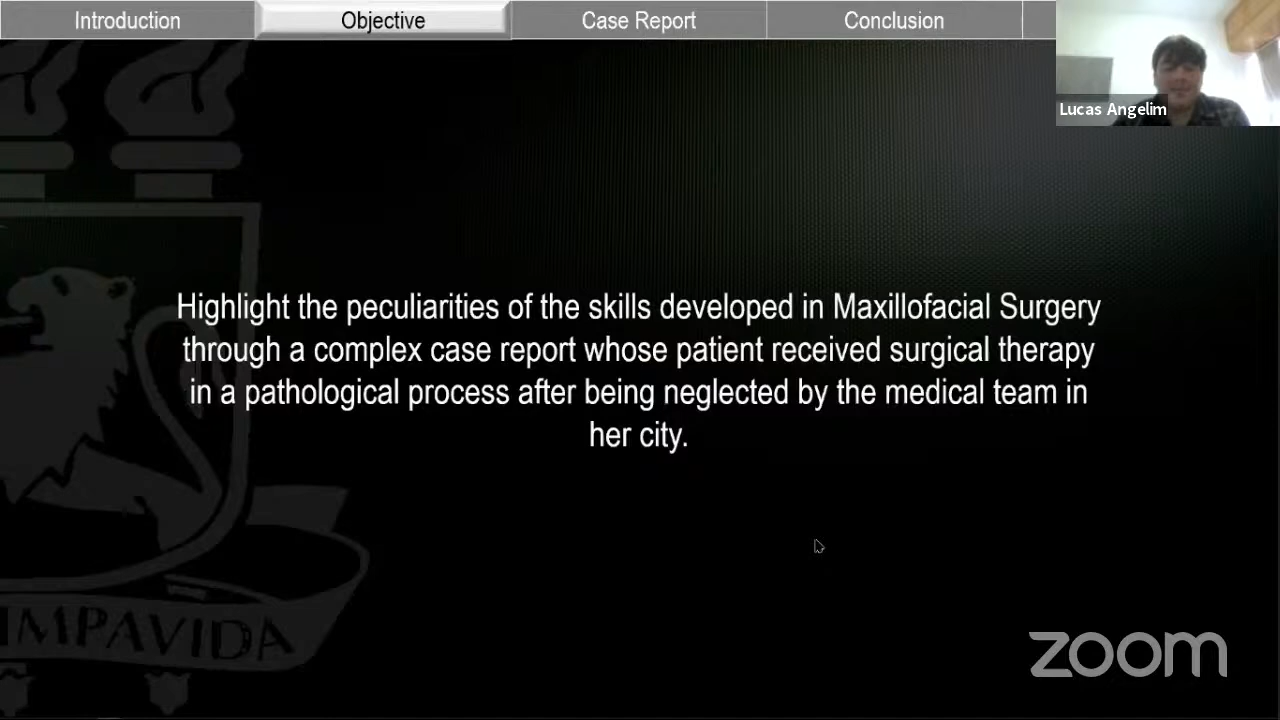 Introduction
Objective
Case Report
Conclusion
Lucas Angelim
Highlight the peculiarities of the skills developed in Maxillofacial Surgery
through a complex case report whose patient received surgical therapy
in a pathological process after being neglected by the medical team in
her city.
IMPAVIDA
zoom